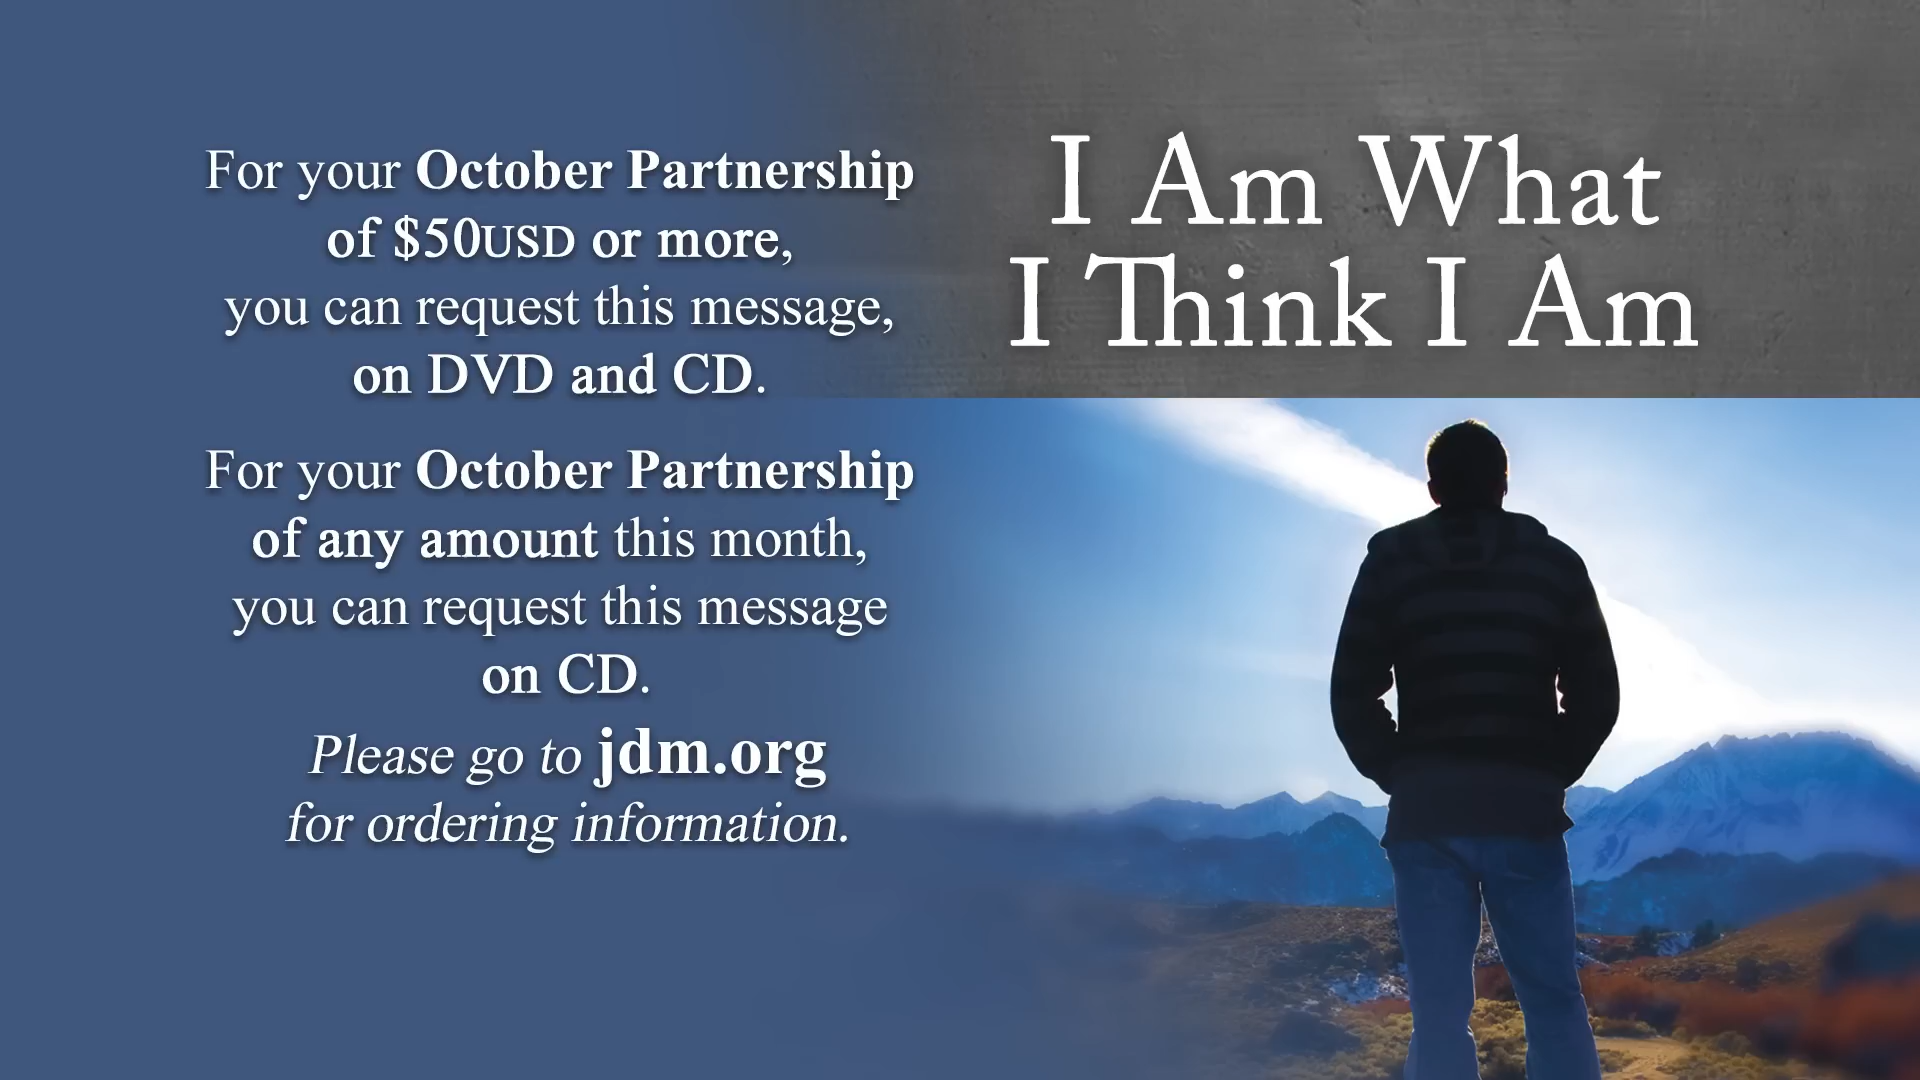 For your October Partnership
of $50USD or more,
you can request this message,
on DVD and CD.
For your October Partnership
of any amount this month,
you can request this message
on CD.
Please go to jdm.org
for ordering information.
I Am What
I Think I Am